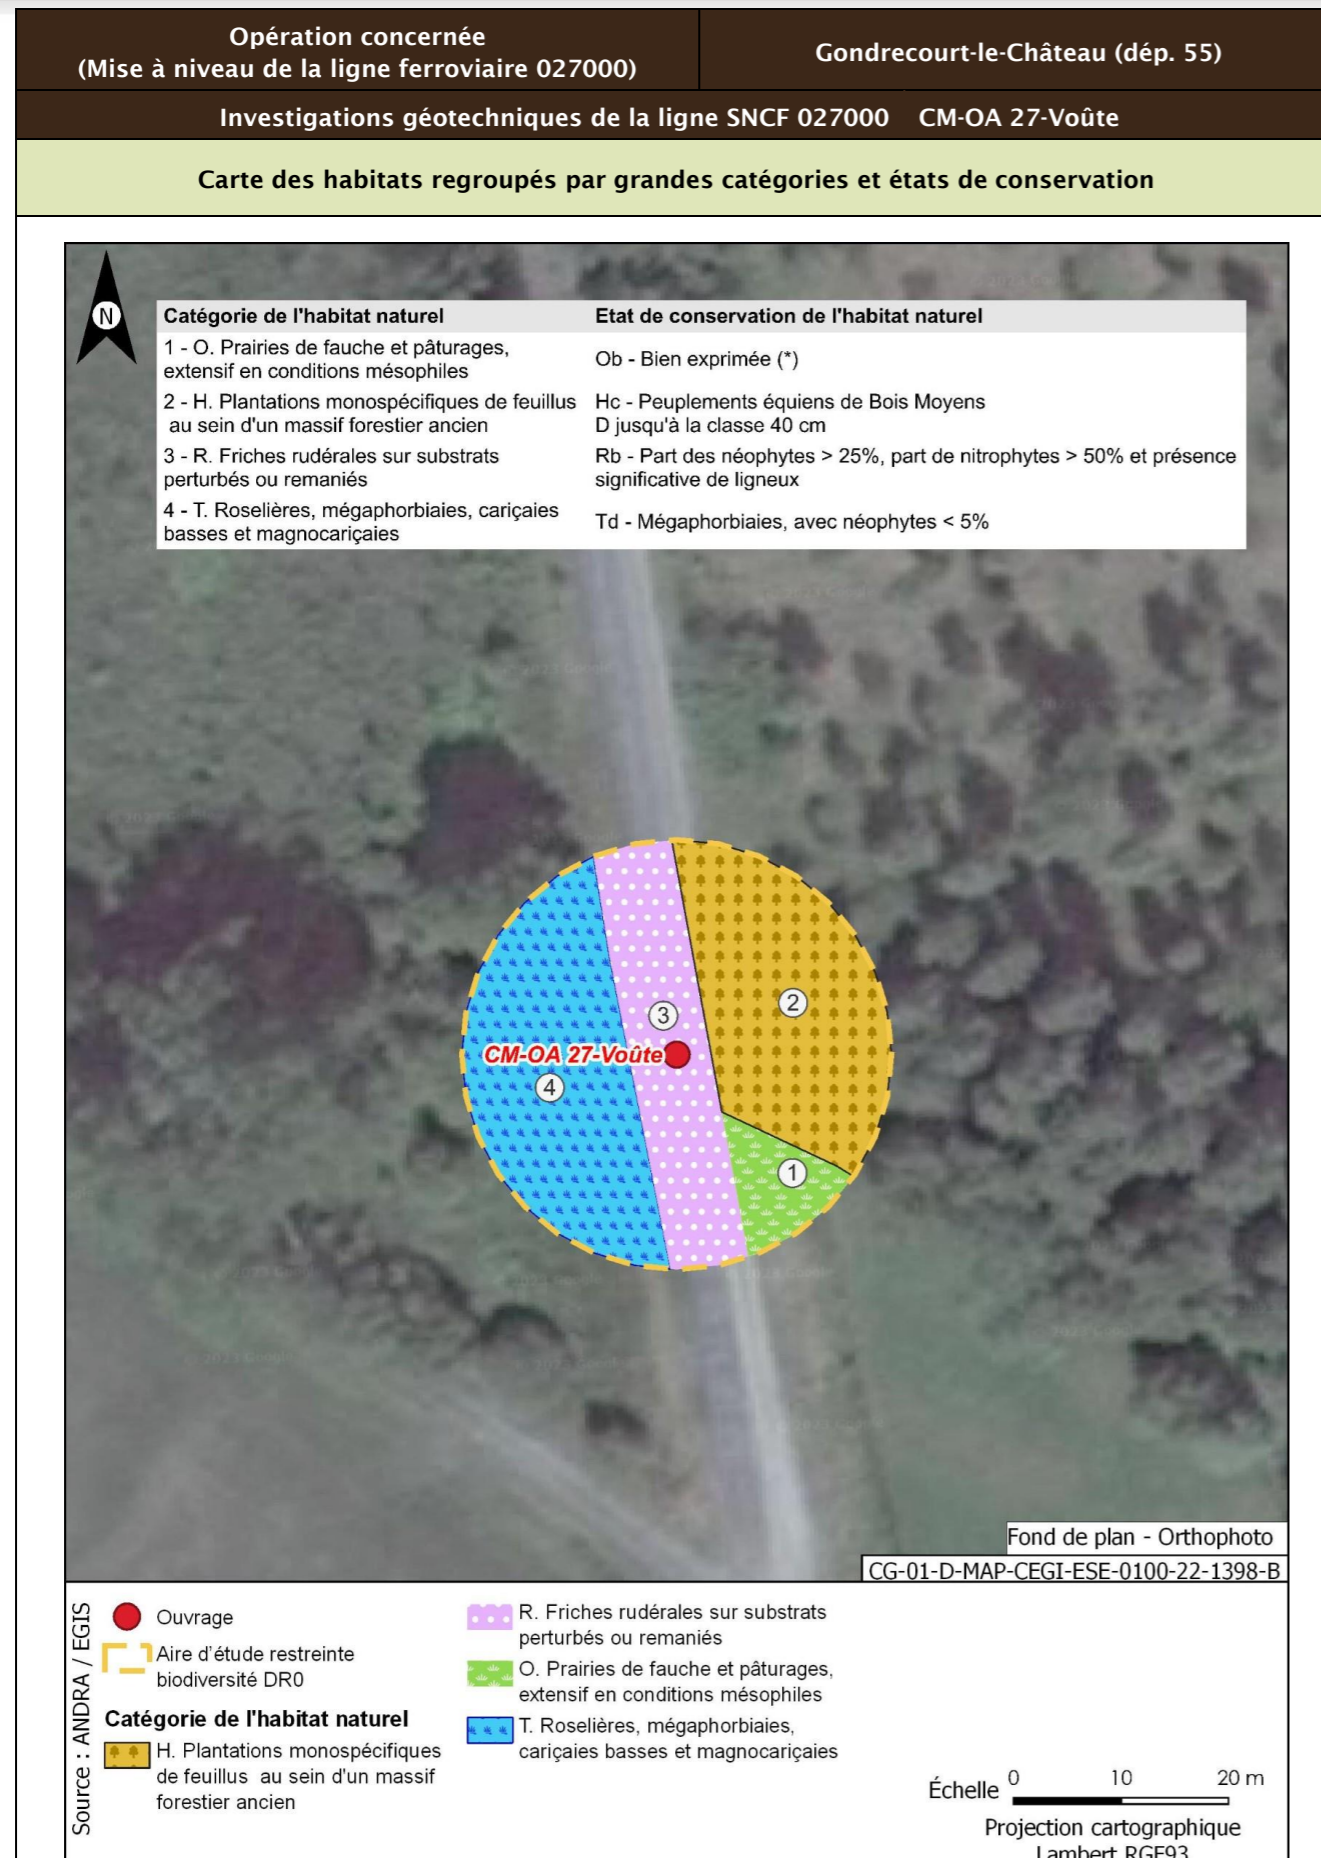 Opération concernée
(Mise à niveau de la ligne ferroviaire 027000)
Gondrecourt-le-Château (dép. 55)
Investigations géotechniques de la ligne SNCF 027000 CM-OA 27-Voûte
Carte des habitats regroupés par grandes catégories et états de conservation
N
Catégorie de l'habitat naturel
Etat de conservation de l'habitat naturel
1 - O. Prairies de fauche et pâturages,
extensif en conditions mésophiles
Ob - Bien exprimée (*)
2 - H. Plantations monospécifiques de feuillus
au sein d'un massif forestier ancien
Hc - Peuplements équiens de Bois Moyens
D jusqu'à la classe 40 cm
3 - R. Friches rudérales sur substrats
perturbés ou remaniés
Rb - Part des néophytes > 25%, part de nitrophytes > 50% et présence
significative de ligneux
4 - T. Roselières, mégaphorbiaies, cariçaies
basses et magnocariçaies
Td - Mégaphorbiaies, avec néophytes < 5%
2
3
CM-OA 27-Voûte
4
1
Fond de plan - Orthophoto
CG-01-D-MAP-CEGI-ESE-0100-22-1398-B
Source : ANDRA / EGIS
Ouvrage
Aire d'étude restreinte
biodiversité DR0
Catégorie de l'habitat naturel
H. Plantations monospécifiques
de feuillus au sein d'un massif
forestier ancien
R. Friches rudérales sur substrats
perturbés ou remaniés
O. Prairies de fauche et pâturages,
extensif en conditions mésophiles
T. Roselières, mégaphorbiaies,
cariçaies basses et magnocariçaies
Échelle 0 10 20 m
Projection cartographique
Lambert RGF93